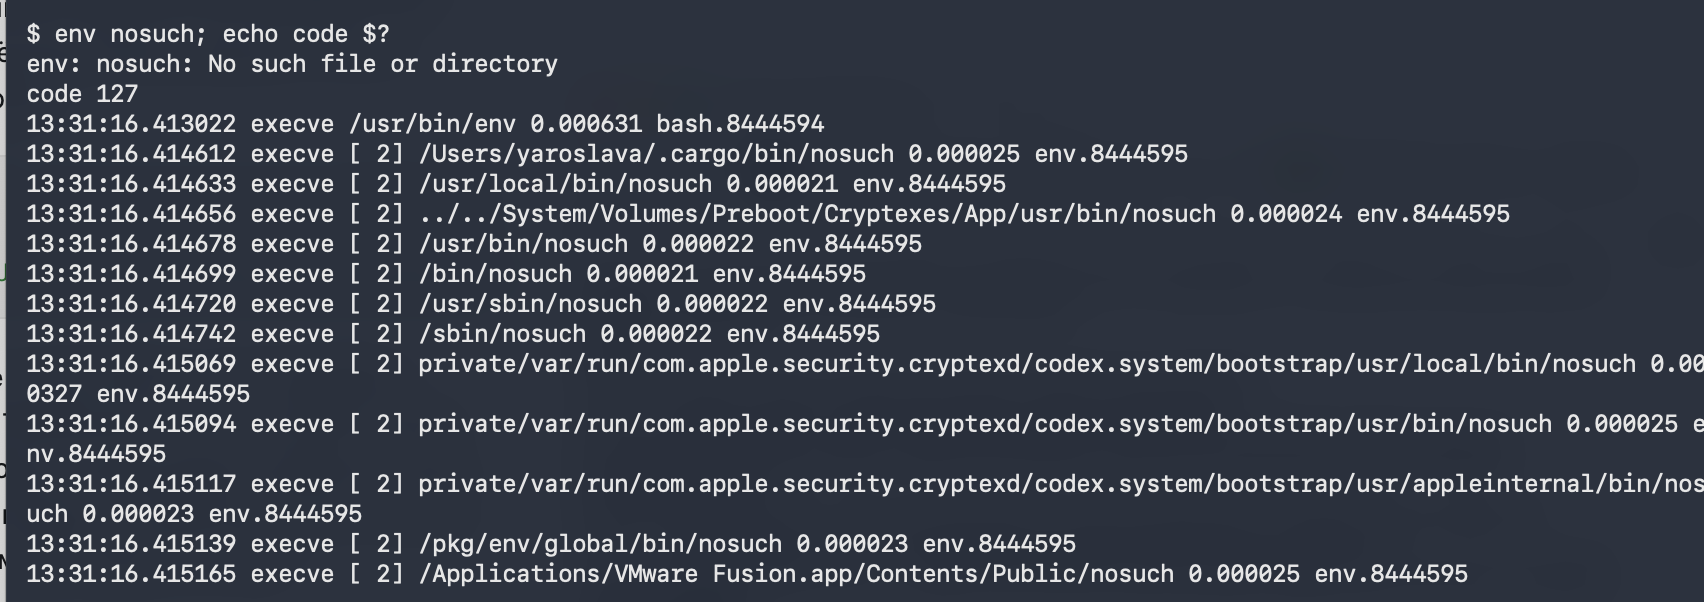 $ env nosuch; echo code $?
env: nosuch: No such file or directory
code 127
13:31:16.413022 execve /usr/bin/env 0.000631 bash.8444594
13:31:16.414612 execve [ 2] /Users/yaroslava/.cargo/bin/nosuch 0.000025 env.8444595
13:31:16.414633 execve [ 2] /usr/local/bin/nosuch 0.000021 env.8444595
13:31:16.414656 execve [ 2] ../../System/Volumes/Preboot/Cryptexes/App/usr/bin/nosuch 0.000024 env.8444595
13:31:16.414678 execve [ 2] /usr/bin/nosuch 0.000022 env.8444595
13:31:16.414699 execve [ 2] /bin/nosuch 0.000021 env.8444595
13:31:16.414720 execve [ 2] /usr/sbin/nosuch 0.000022 env.8444595
13:31:16.414742 execve [ 2] /sbin/nosuch 0.000022 env.8444595
13:31:16.415069 execve [ 2] private/var/run/com.apple.security.cryptexd/codex.system/bootstrap/usr/local/bin/nosuch 0.00
0327 env.8444595
13:31:16.415094 execve [ 2] private/var/run/com.apple.security.cryptexd/codex.system/bootstrap/usr/bin/nosuch 0.000025 e
nv.8444595
13:31:16.415117 execve [ 2] private/var/run/com.apple.security.cryptexd/codex.system/bootstrap/usr/appleinternal/bin/nos
uch 0.000023 env.8444595
13:31:16.415139 execve [ 2] /pkg/env/global/bin/nosuch 0.000023 env.8444595
13:31:16.415165 execve [ 2] /Applications/VMware Fusion.app/Contents/Public/nosuch 0.000025 env.8444595